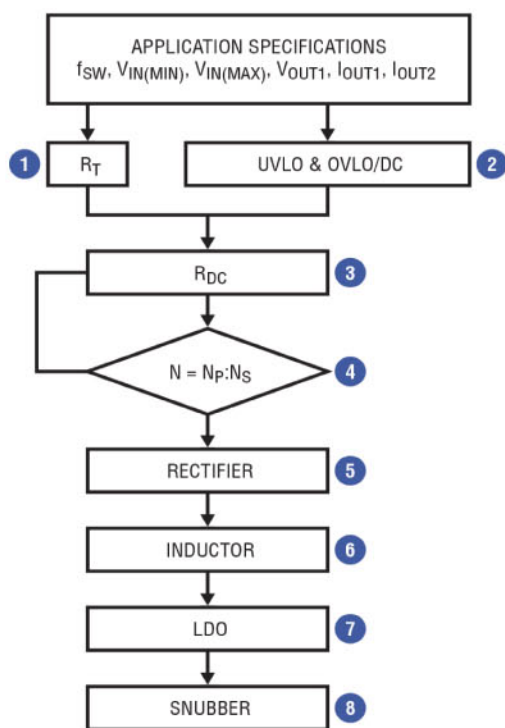 APPLICATION SPECIFICATIONS
fSW, VIN(MIN), VIN(MAX), VOUT1, IOUT1, IOUT2
1 RT
UVLO & OVLO/DC 2
RDC 3
N = NP:NS 4
RECTIFIER 5
INDUCTOR 6
LDO 7
SNUBBER 8